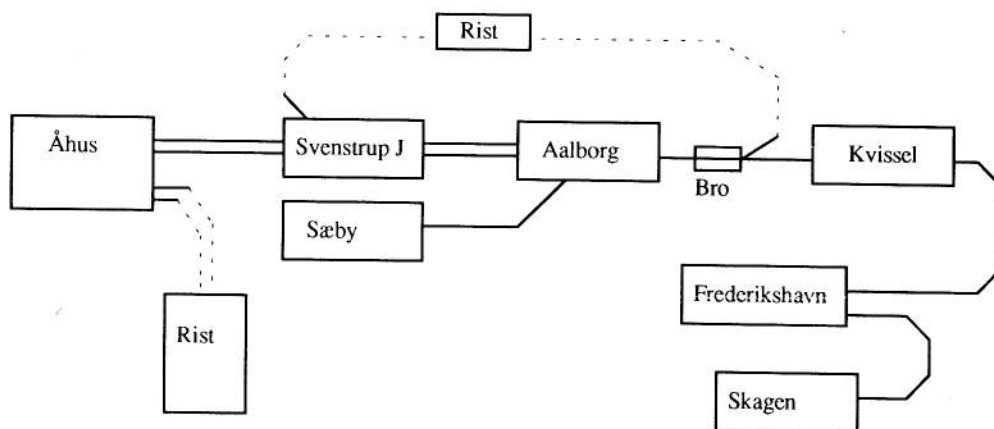 Rist
Åhus
Svenstrup J
Aalborg
Kvissel
Bro
Sæby
Frederikshavn
Rist
Skagen